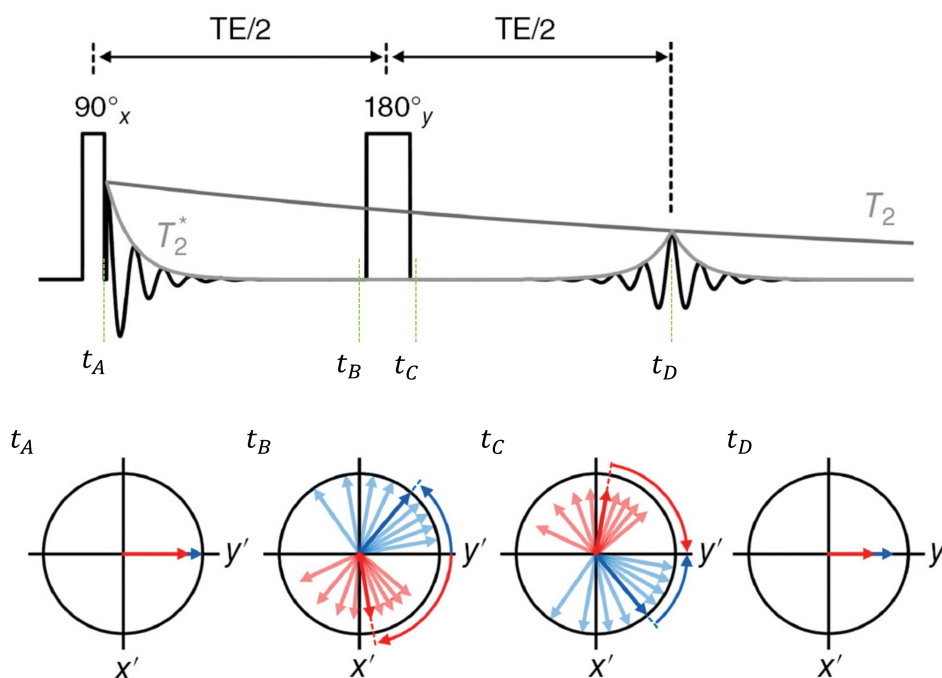 TE/2 TE/2
90°x 180°y
T2* T2
tA tB tC tD
tA tB tC tD
y′ y′ y′ y
x′ x′ x′ x′